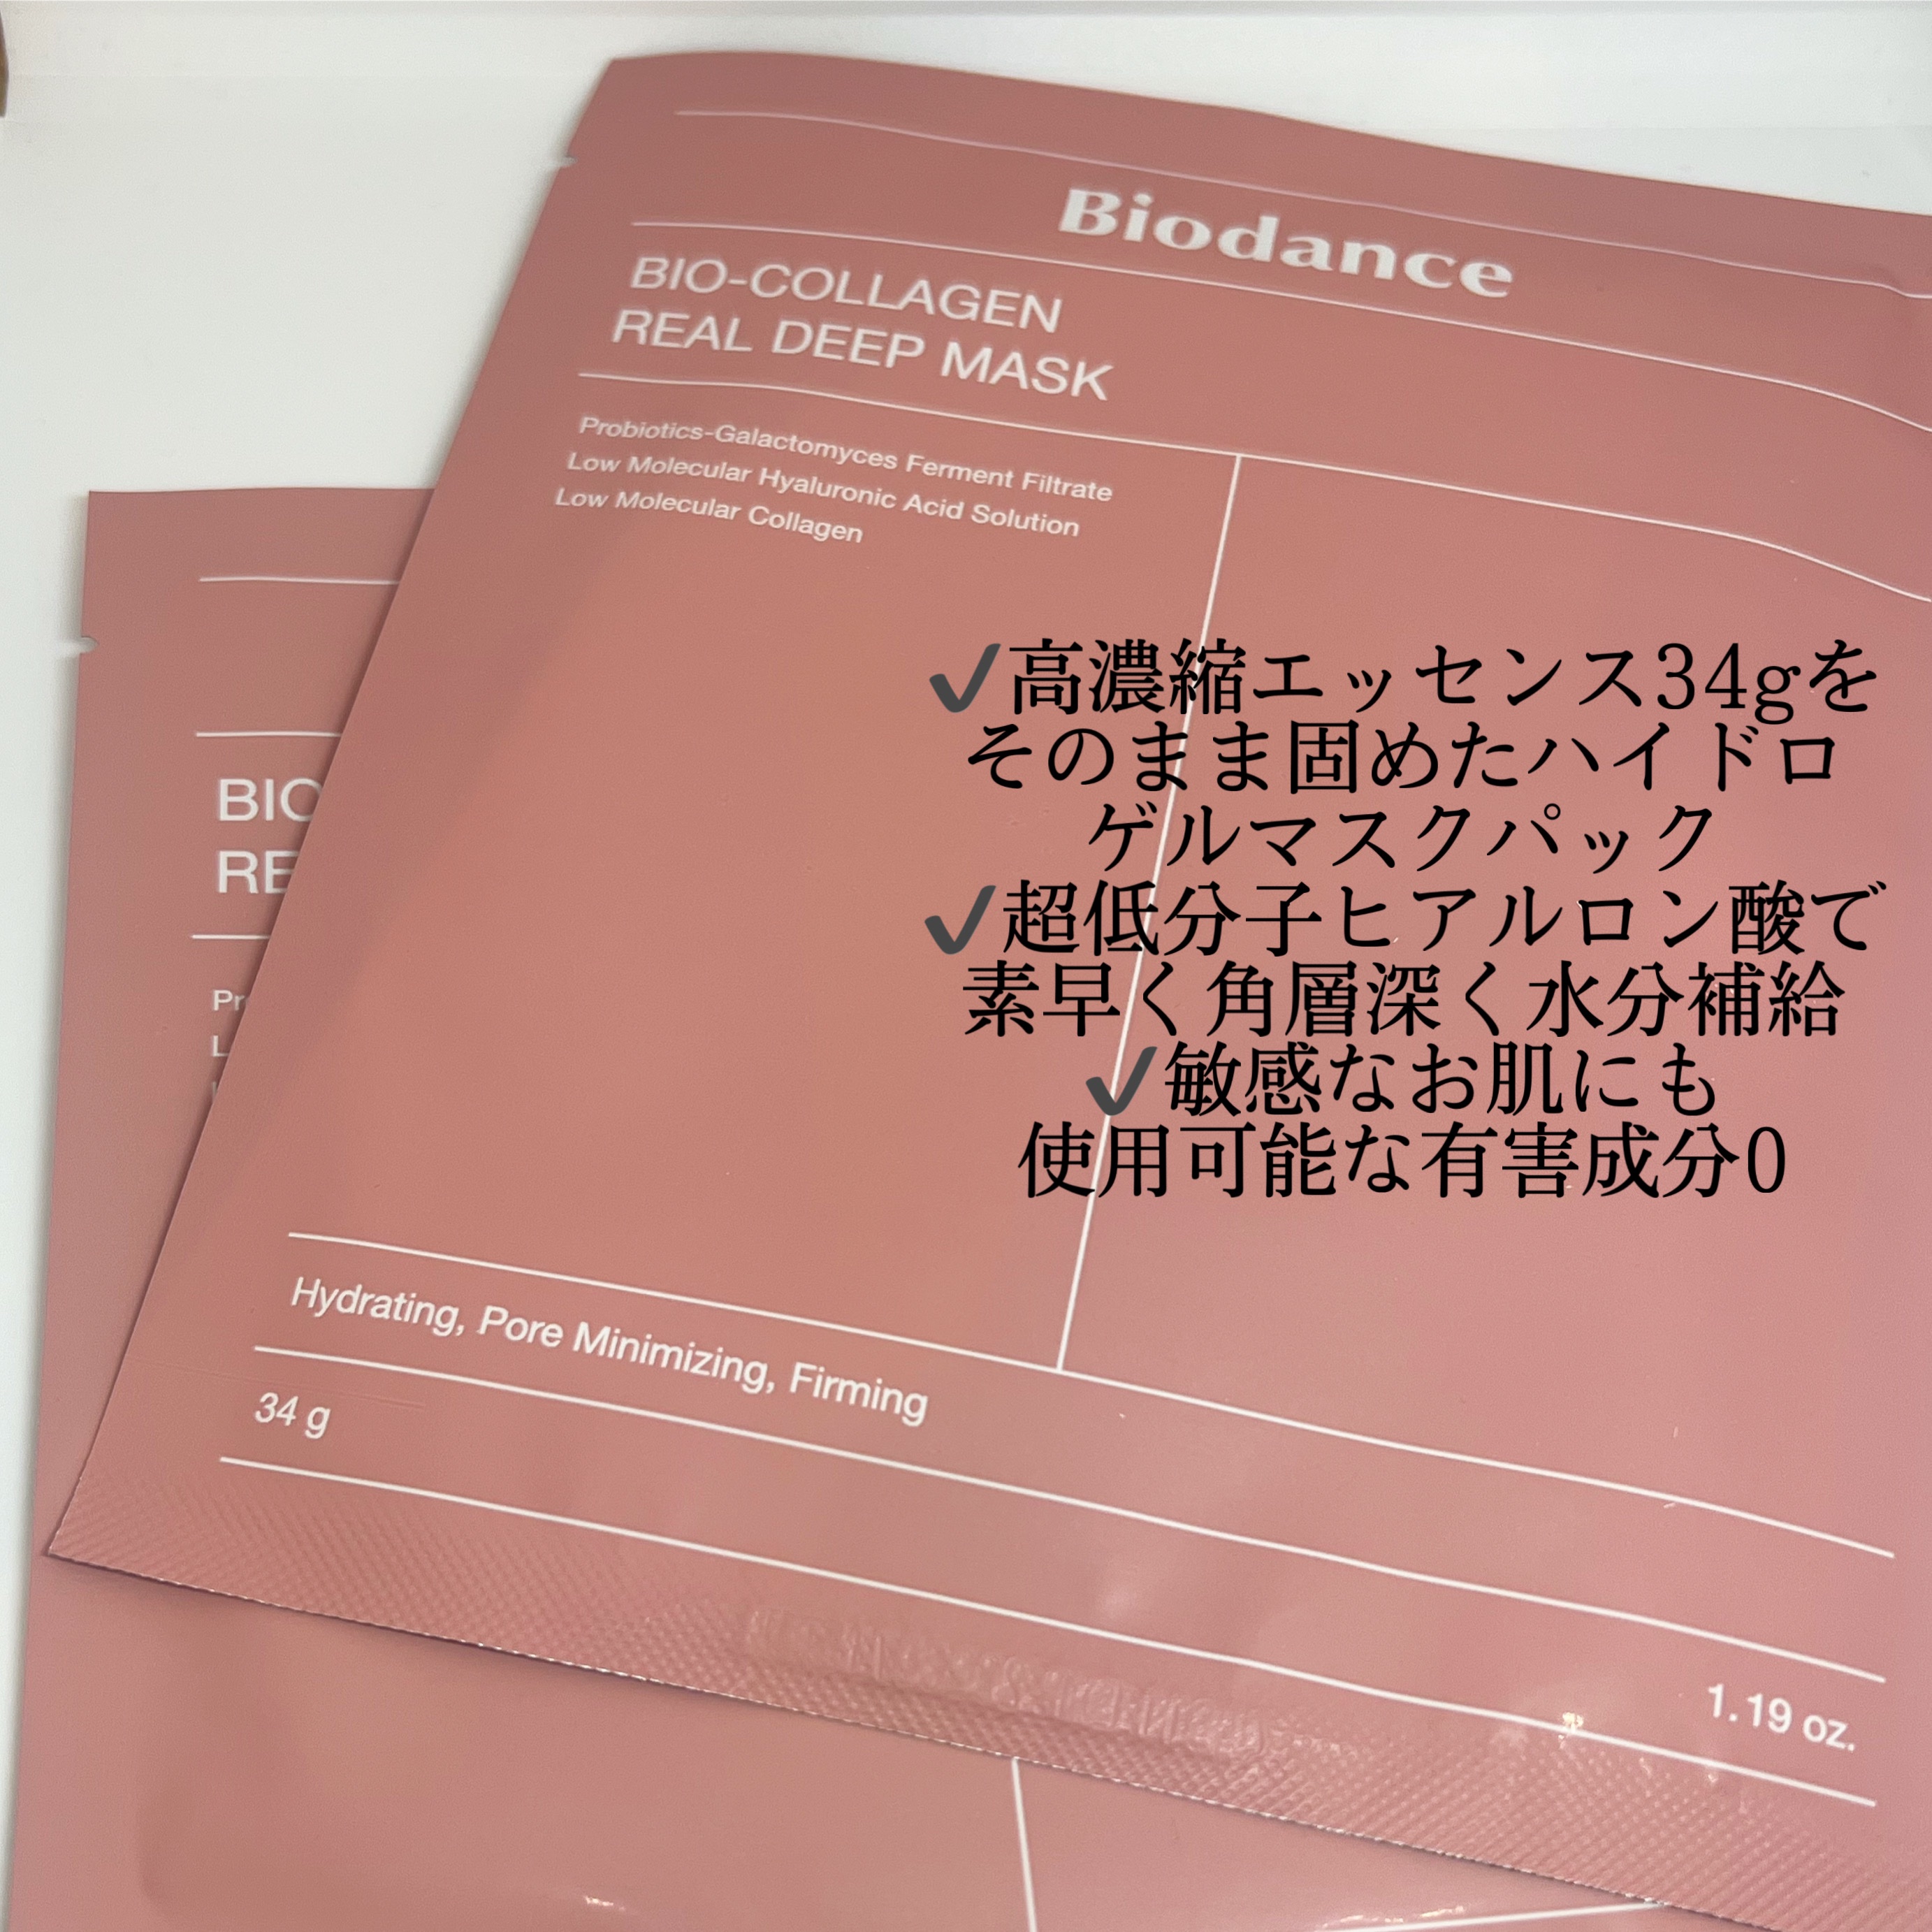 Biodance
BIO-COLLAGEN
REAL DEEP MASK
Probiotics-Galactomyces Ferment Filtrate
Low Molecular Hyaluronic Acid Solution
Low Molecular Collagen
✓高濃縮エッセンス34gを
そのまま固めたハイドロ
ゲルマスクパック
✓超低分子ヒアルロン酸で
素早く角層深く水分補給
✓敏感なお肌にも
使用可能な有害成分0
Hydrating, Pore Minimizing, Firming
34 g
1.19 oz.
BIO
RE
Pr
L